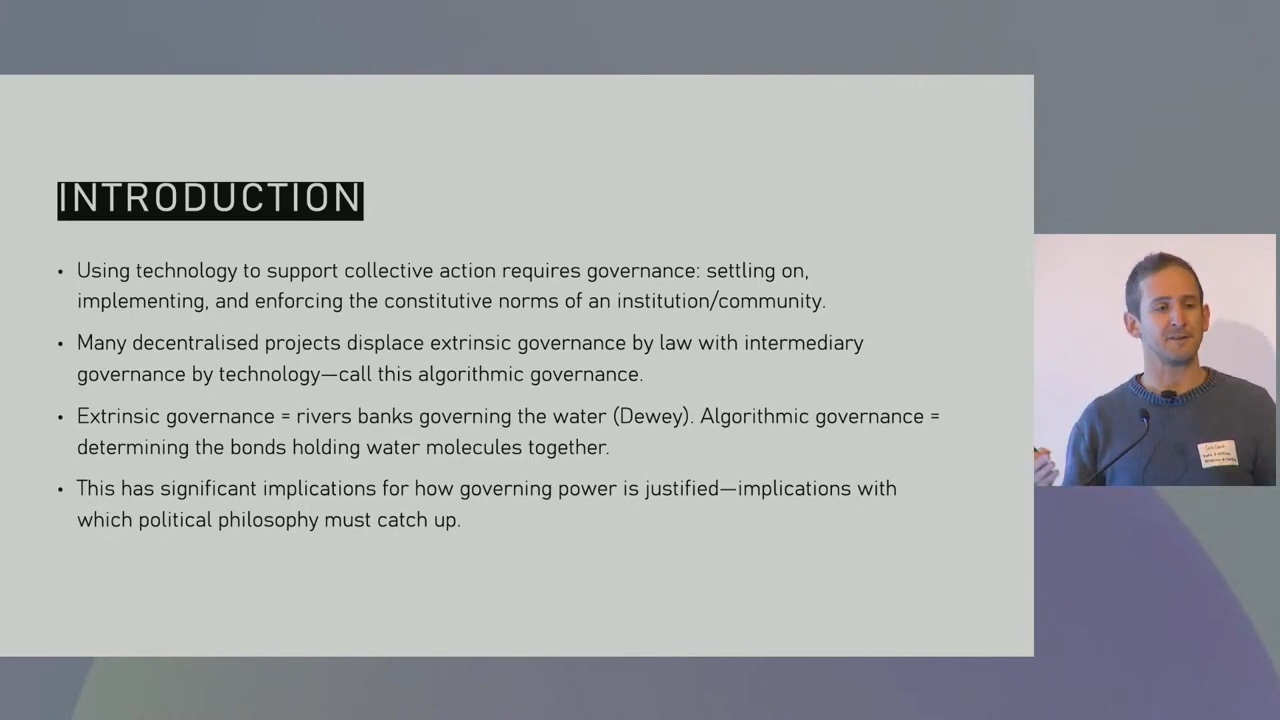 INTRODUCTION
• Using technology to support collective action requires governance: settling on,
implementing, and enforcing the constitutive norms of an institution/community.
• Many decentralised projects displace extrinsic governance by law with intermediary
governance by technology—call this algorithmic governance.
• Extrinsic governance = rivers banks governing the water (Dewey). Algorithmic governance =
determining the bonds holding water molecules together.
• This has significant implications for how governing power is justified—implications with
which political philosophy must catch up.